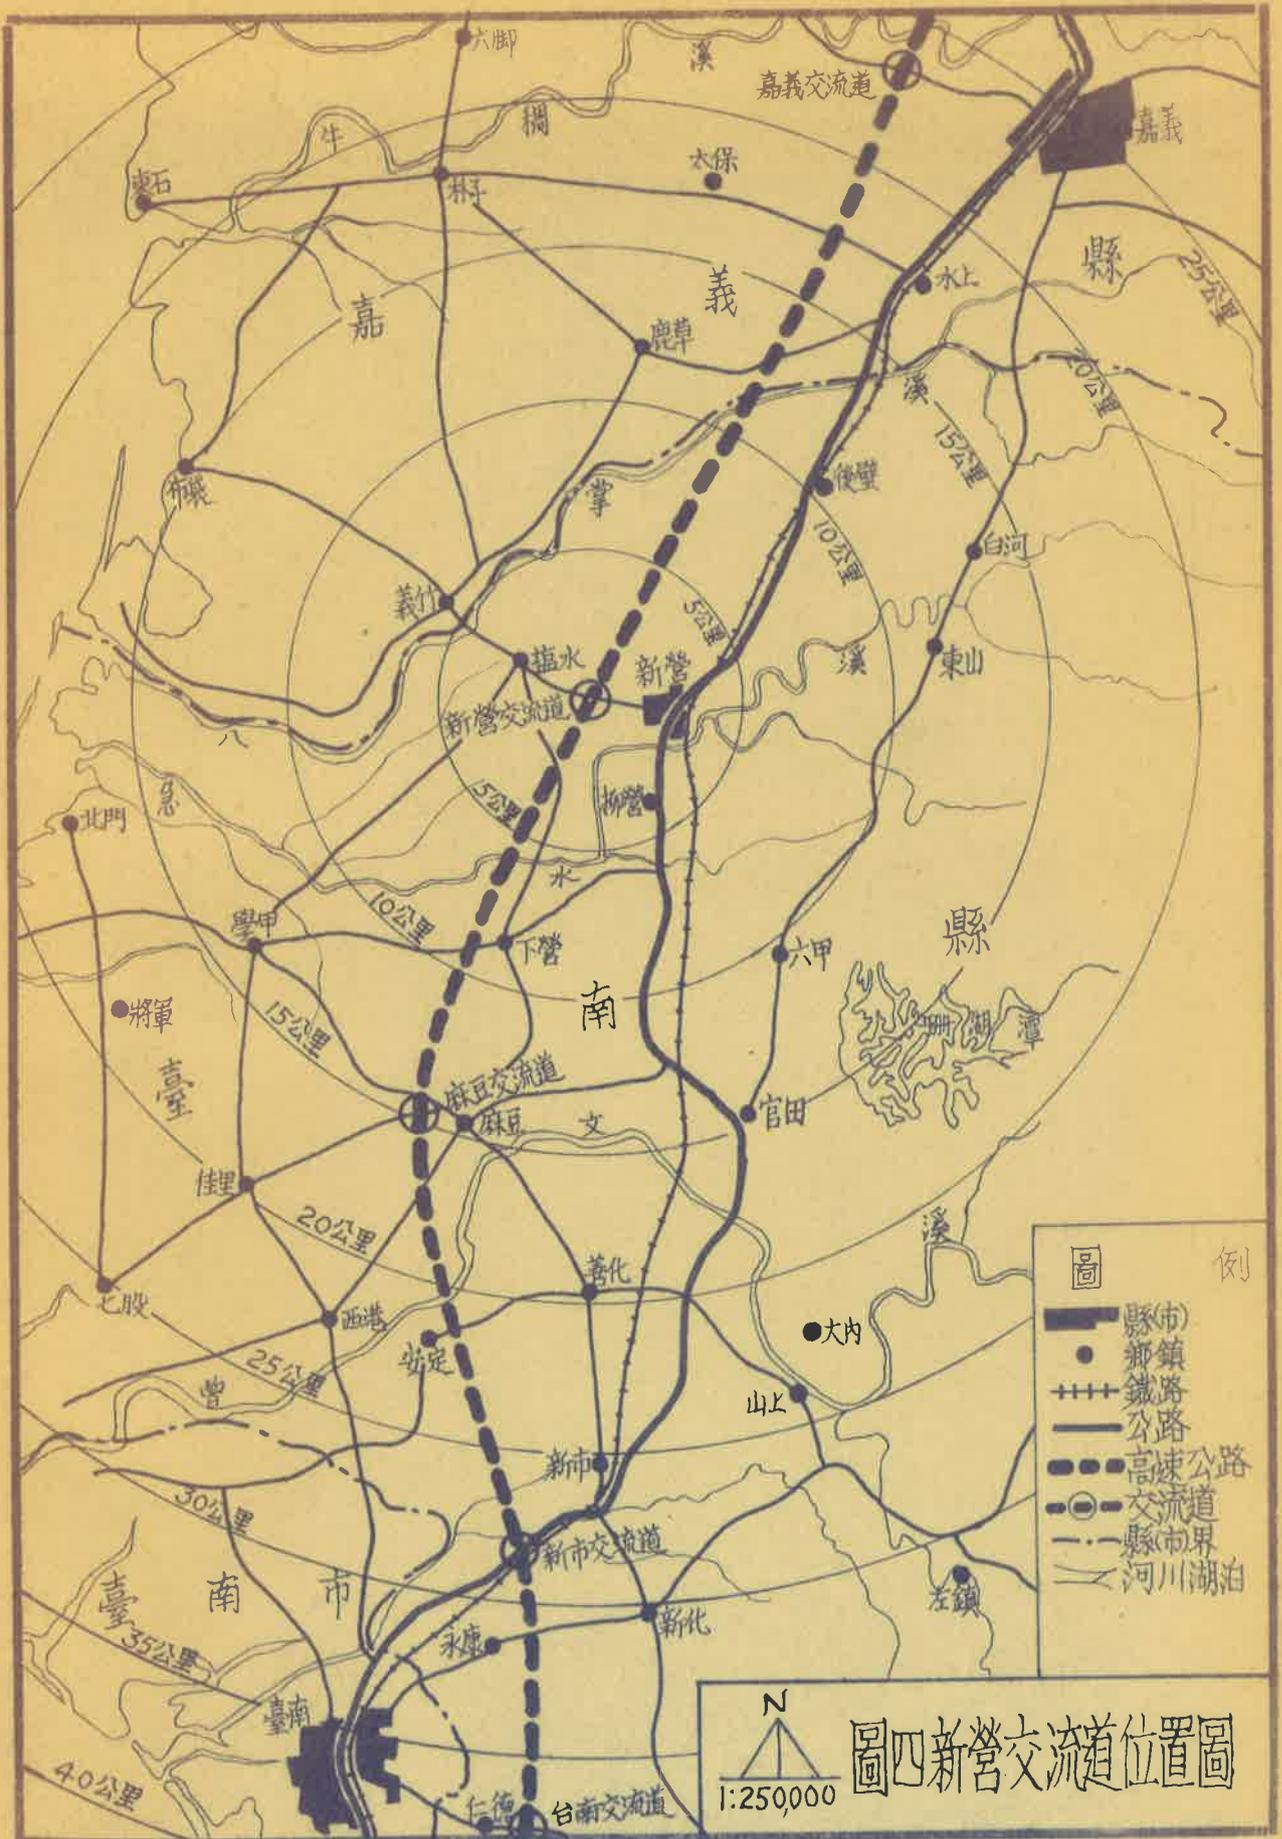 六脚
溪
嘉義交流道
嘉義
牛
稠
太保
東石
朴子
縣
義
水上
25公里
嘉
鹿草
20公里
溪
15公里
布袋
掌
後壁
10公里
白河
義竹
5公里
塩水
新營
溪
東山
新營交流道
八
急
5公里
柳營
北門
水
10公里
學甲
下營
縣
六甲
將軍
15公里
南
珊
湖
潭
臺
麻豆交流道
麻豆
文
官田
佳里
20公里
溪
善化
七股
西港
大內
安定
25公里
曾
山上
新市
30公里
新市交流道
臺
南
市
左鎮
新化
永康
35公里
臺南
40公里
仁德
台南交流道
圖例
縣(市)
鄉鎮
鐵路
公路
高速公路
交流道
縣(市)界
河川湖泊
N
1:250,000
圖四新營交流道位置圖